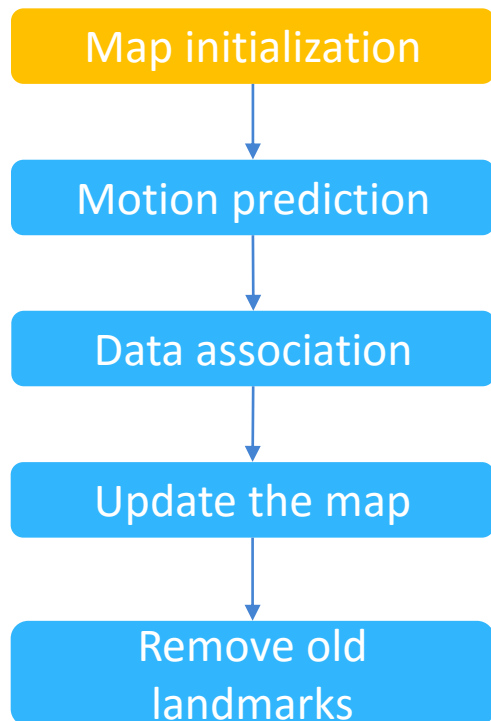 Map initialization
Motion prediction
Data association
Update the map
Remove old
landmarks